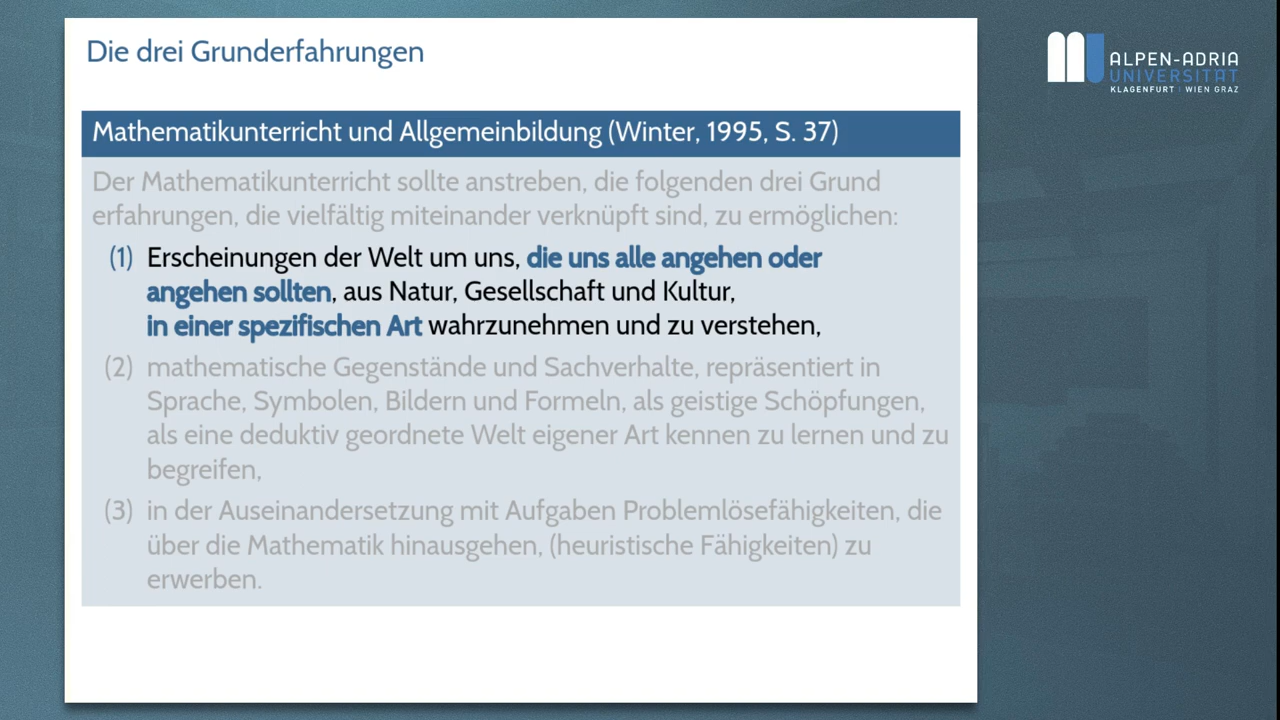 Die drei Grunderfahrungen
ALPEN-ADRIA
UNIVERSITÄT
KLAGENFURT | WIEN GRAZ
Mathematikunterricht und Allgemeinbildung (Winter, 1995, S. 37)
Der Mathematikunterricht sollte anstreben, die folgenden drei Grund
erfahrungen, die vielfältig miteinander verknüpft sind, zu ermöglichen:
(1) Erscheinungen der Welt um uns, die uns alle angehen oder
angehen sollten, aus Natur, Gesellschaft und Kultur,
in einer spezifischen Art wahrzunehmen und zu verstehen,
(2) mathematische Gegenstände und Sachverhalte, repräsentiert in
Sprache, Symbolen, Bildern und Formeln, als geistige Schöpfungen,
als eine deduktiv geordnete Welt eigener Art kennen zu lernen und zu
begreifen,
(3) in der Auseinandersetzung mit Aufgaben Problemlösefähigkeiten, die
über die Mathematik hinausgehen, (heuristische Fähigkeiten) zu
erwerben.